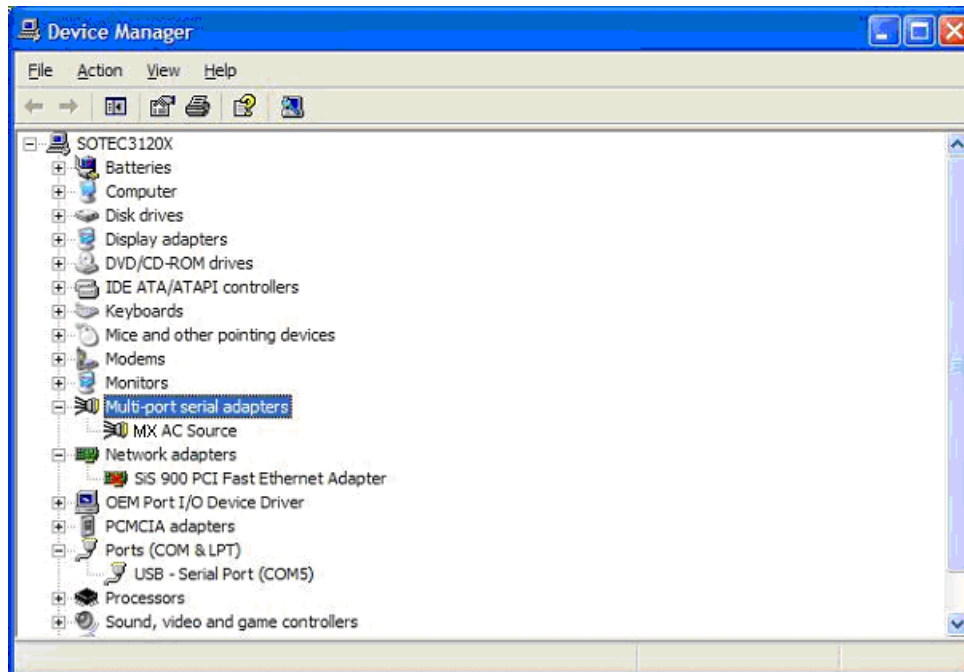 Device Manager
File Action View Help
SOTEC3120X
Batteries
Computer
Disk drives
Display adapters
DVD/CD-ROM drives
IDE ATA/ATAPI controllers
Keyboards
Mice and other pointing devices
Modems
Monitors
Multi-port serial adapters
MX AC Source
Network adapters
SiS 900 PCI Fast Ethernet Adapter
OEM Port I/O Device Driver
PCMCIA adapters
Ports (COM & LPT)
USB - Serial Port (COM5)
Processors
Sound, video and game controllers